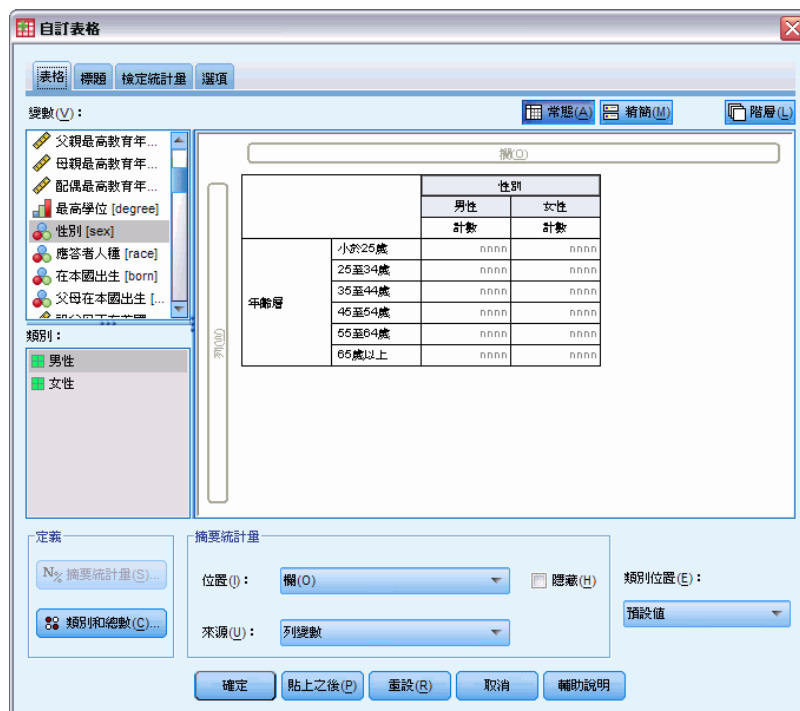 自訂表格
表格 標題 檢定統計量 選項
變數(V):
常態(A) 精簡(M) 階層(L)
父親最高教育年...
母親最高教育年...
配偶最高教育年...
最高學位 [degree]
性別 [sex]
應答者人種 [race]
在本國出生 [born]
父母在本國出生 [...
類別:
男性
女性
欄(O)
列(W)
性別
男性 女性
計數 計數
年齡層
小於25歲 nnnn nnnn
25至34歲 nnnn nnnn
35至44歲 nnnn nnnn
45至54歲 nnnn nnnn
55至64歲 nnnn nnnn
65歲以上 nnnn nnnn
定義
N% 摘要統計量(S)...
類別和總數(C)...
摘要統計量
位置(I): 欄(O) 隱藏(H)
來源(U): 列變數
類別位置(E):
預設值
確定 貼上之後(P) 重設(R) 取消 輔助說明